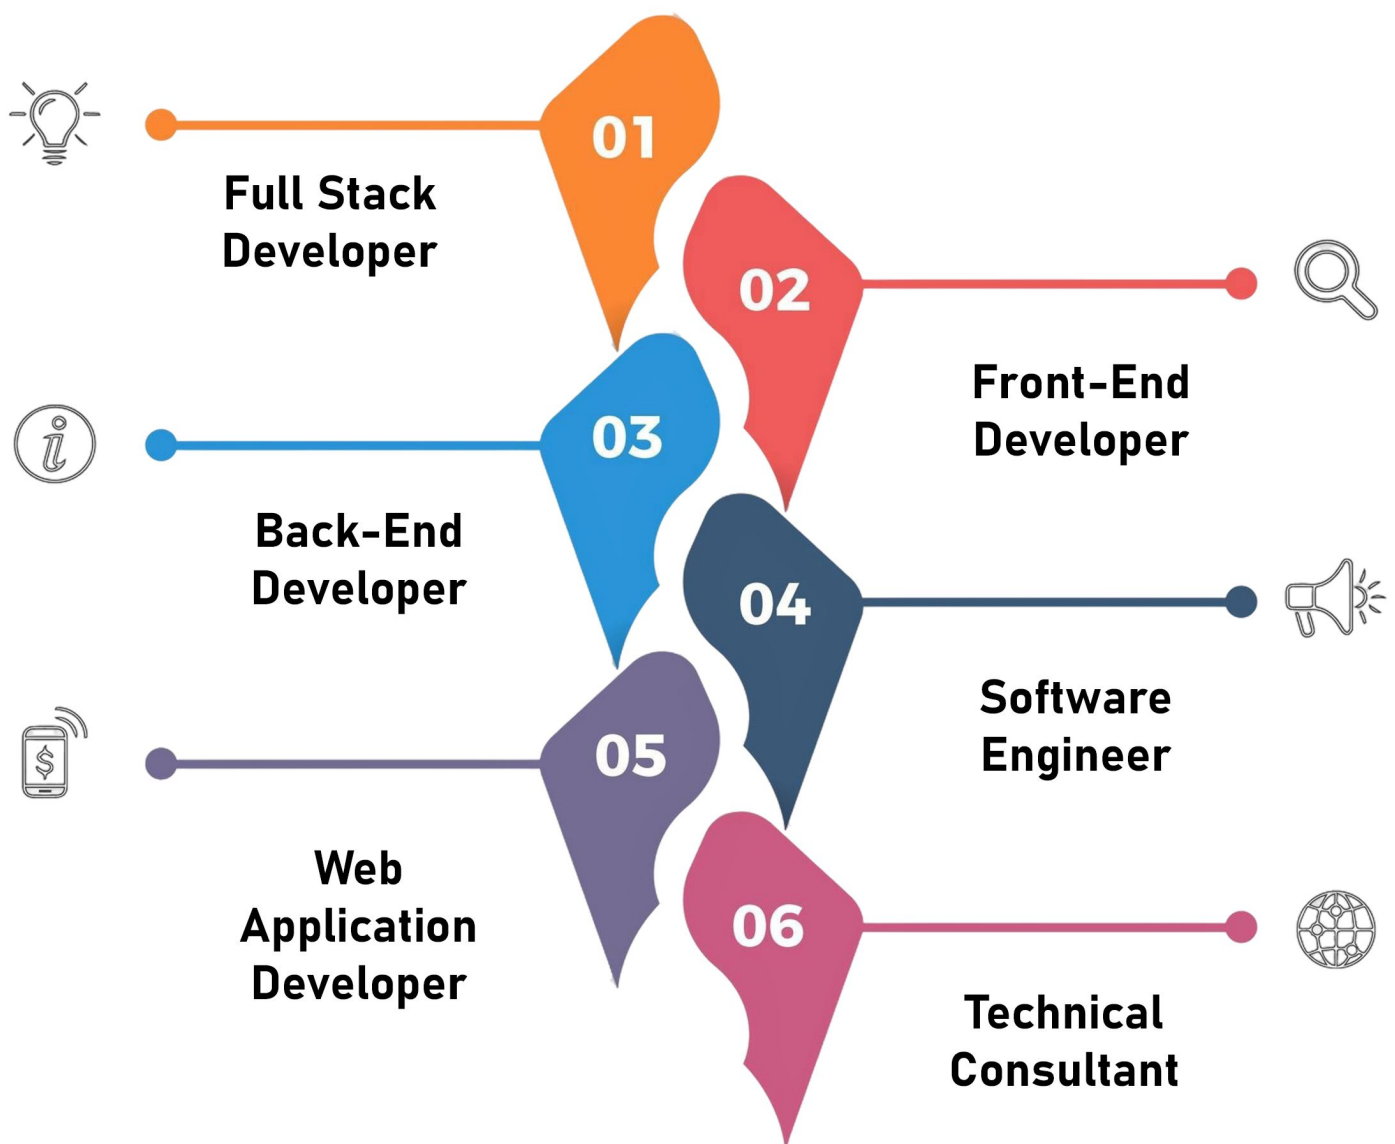 01
Full Stack
Developer
02
Front-End
Developer
03
Back-End
Developer
04
Software
Engineer
05
Web
Application
Developer
06
Technical
Consultant